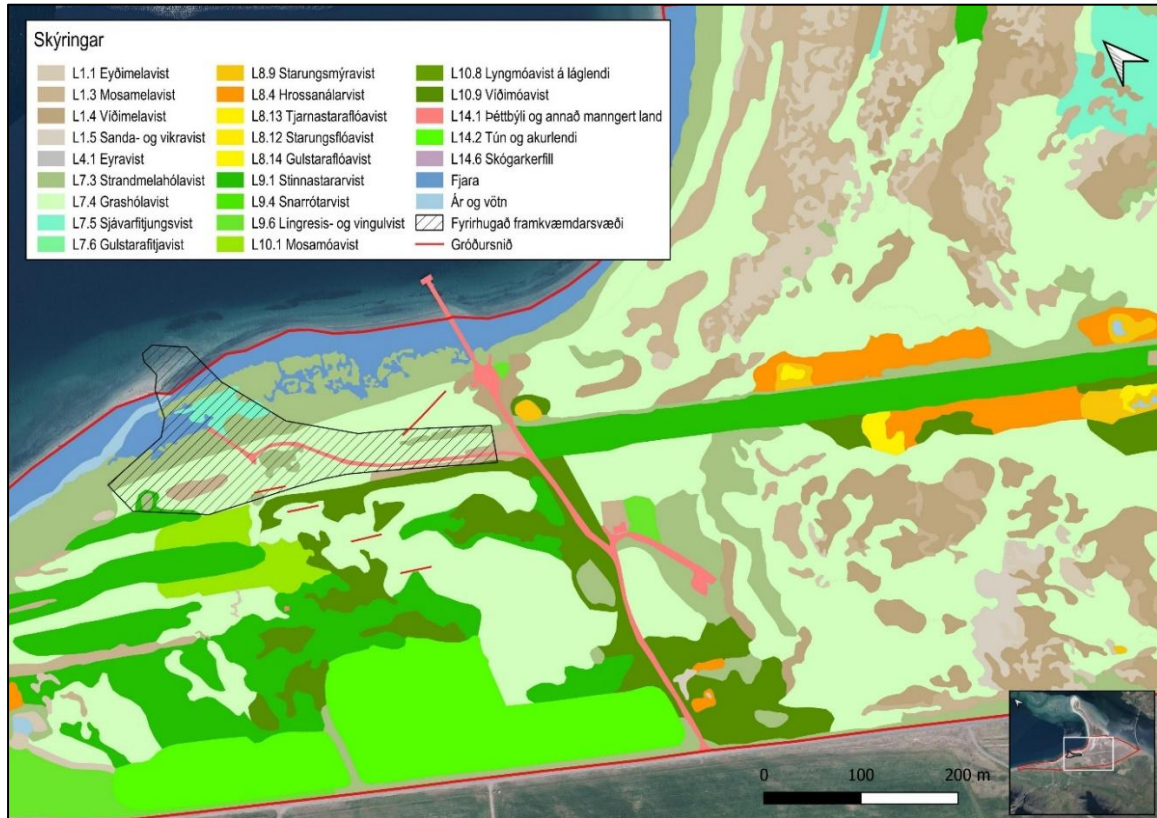 Skýringar
L1.1 Eyðimelavist
L1.3 Mosamelavist
L1.4 Víðimelavist
L1.5 Sanda- og vikravist
L4.1 Eyravist
L7.3 Strandmelahólavist
L7.4 Grashólavist
L7.5 Sjávarfitjungsvist
L7.6 Gulstarafitjavist
L8.9 Starungsmýravist
L8.4 Hrossanálarvist
L8.13 Tjarnastaraflóavist
L8.12 Starungsflóavist
L8.14 Gulstaraflóavist
L9.1 Stinnastararvist
L9.4 Snarrótarvist
L9.6 Língresis- og vingulvist
L10.1 Mosamóavist
L10.8 Lyngmóavist á láglendi
L10.9 Víðimóavist
L14.1 Þéttbýli og annað manngert land
L14.2 Tún og akurlendi
L14.6 Skógarkerfill
Fjara
Ár og vötn
Fyrirhugað framkvæmdarsvæði
Gróðursnið
0 100 200 m